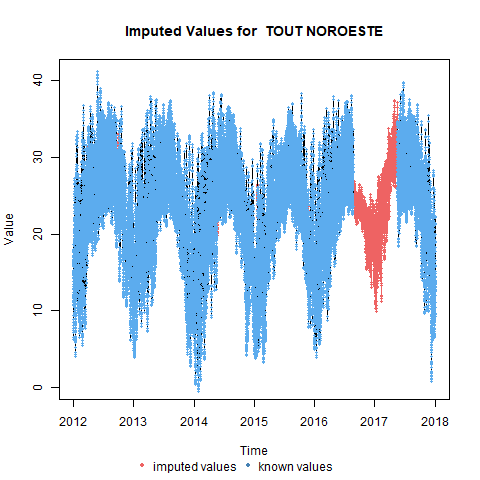 Imputed Values for  TOUT NOROESTE
Value
40
30
20
10
0
2012 2013 2014 2015 2016 2017 2018
Time
imputed values known values